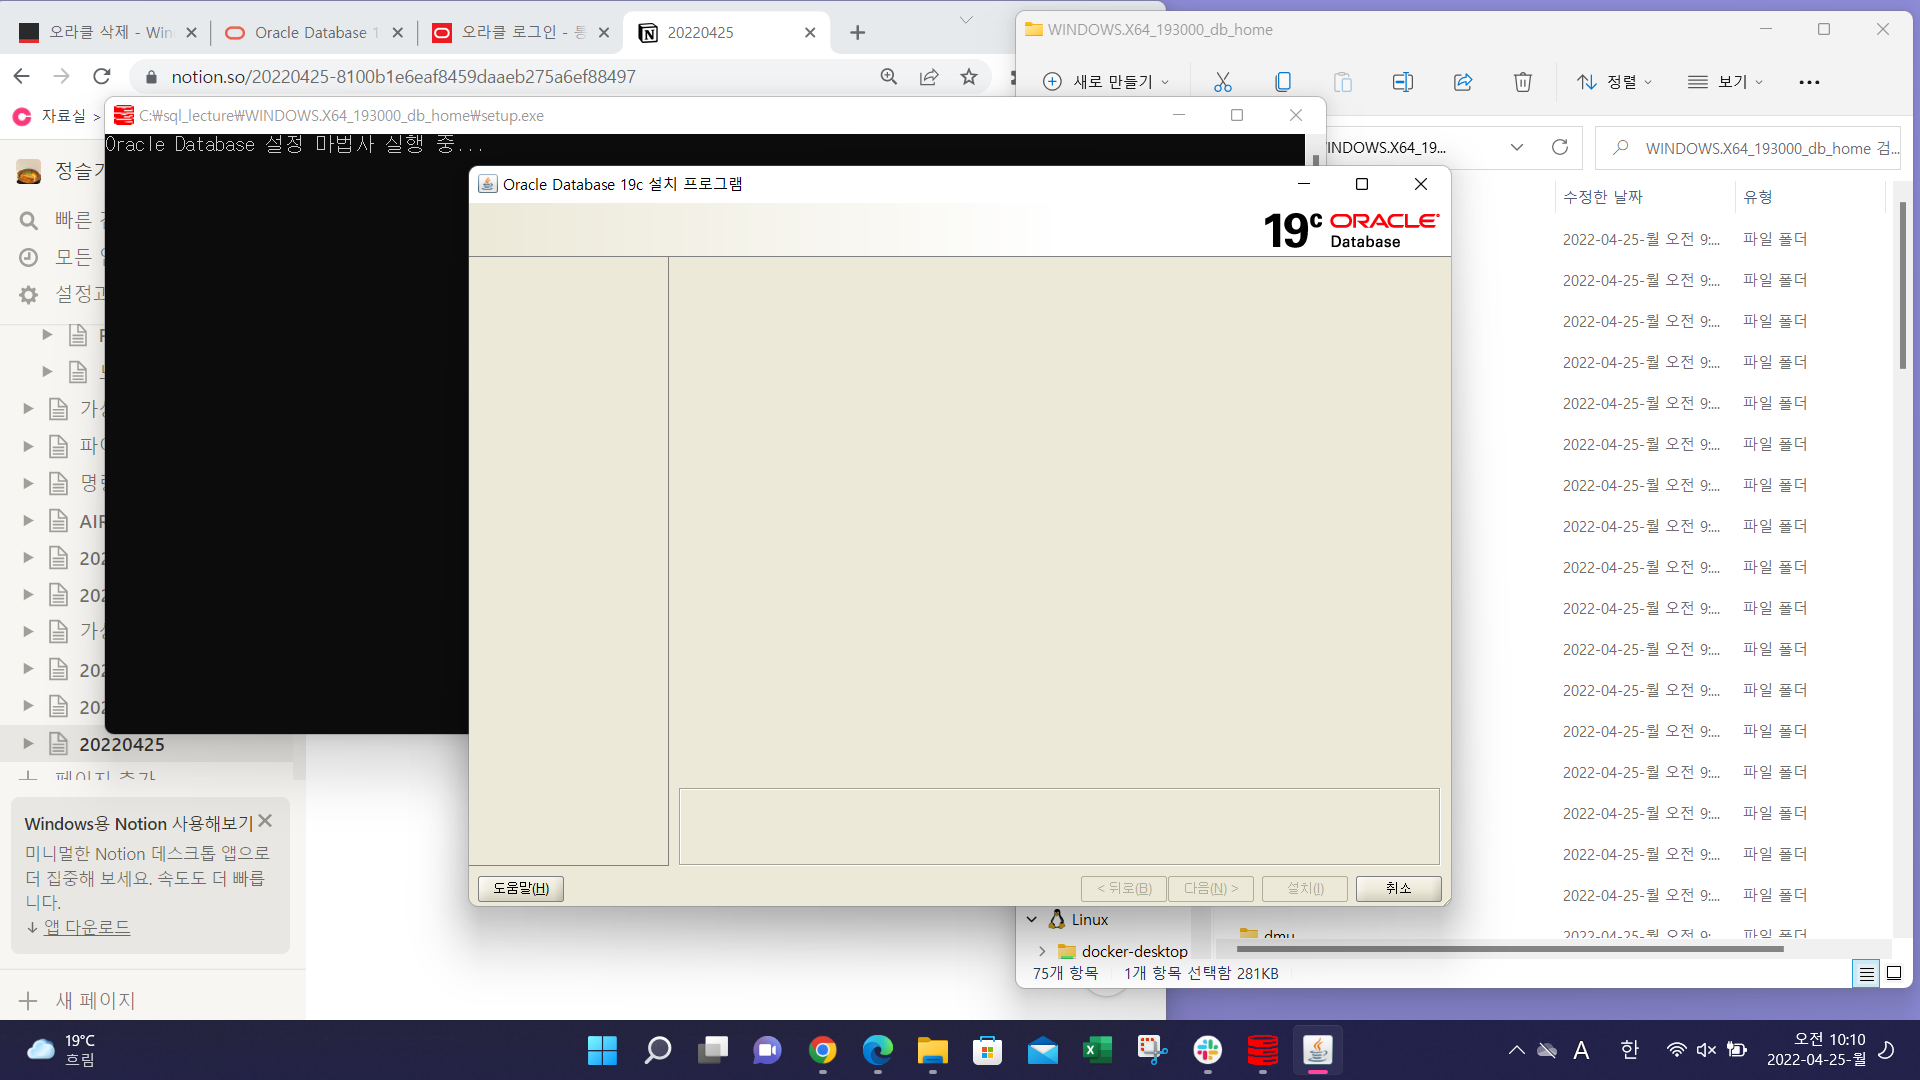 오라클 삭제 - Win
Oracle Database 1
오라클 로그인 - 통
20220425
notion.so/20220425-8100b1e6eaf8459daaeb275a6ef88497
자료실 >
WINDOWS.X64_193000_db_home
새로 만들기
정렬
보기
C:₩sql_lecture₩WINDOWS.X64_193000_db_home₩setup.exe
Oracle Database 설정 마법사 실행 중...
INDOWS.X64_19...
WINDOWS.X64_193000_db_home 검...
정슬기
빠른
모든
설정과
가상
파이
명령
AIR
202
202
가상
202
202
20220425
페이지 추가
Windows용 Notion 사용해보기
미니멀한 Notion 데스크톱 앱으로
더 집중해 보세요. 속도도 더 빠릅
니다.
↓ 앱 다운로드
새 페이지
Oracle Database 19c 설치 프로그램
19c ORACLE
Database
도움말(H)
< 뒤로(B)
다음(N) >
설치(I)
취소
수정한 날짜
유형
2022-04-25-월 오전 9:...
파일 폴더
2022-04-25-월 오전 9:...
파일 폴더
2022-04-25-월 오전 9:...
파일 폴더
2022-04-25-월 오전 9:...
파일 폴더
2022-04-25-월 오전 9:...
파일 폴더
2022-04-25-월 오전 9:...
파일 폴더
2022-04-25-월 오전 9:...
파일 폴더
2022-04-25-월 오전 9:...
파일 폴더
2022-04-25-월 오전 9:...
파일 폴더
2022-04-25-월 오전 9:...
파일 폴더
2022-04-25-월 오전 9:...
파일 폴더
2022-04-25-월 오전 9:...
파일 폴더
2022-04-25-월 오전 9:...
파일 폴더
2022-04-25-월 오전 9:...
파일 폴더
2022-04-25-월 오전 9:...
파일 폴더
2022-04-25-월 오전 9:...
파일 폴더
2022-04-25-월 오전 9:...
파일 폴더
2022-04-25-월 오전 9:...
파일 폴더
Linux
docker-desktop
dmu
75개 항목
1개 항목 선택함 281KB
19°C
흐림
A
한
오전 10:10
2022-04-25-월